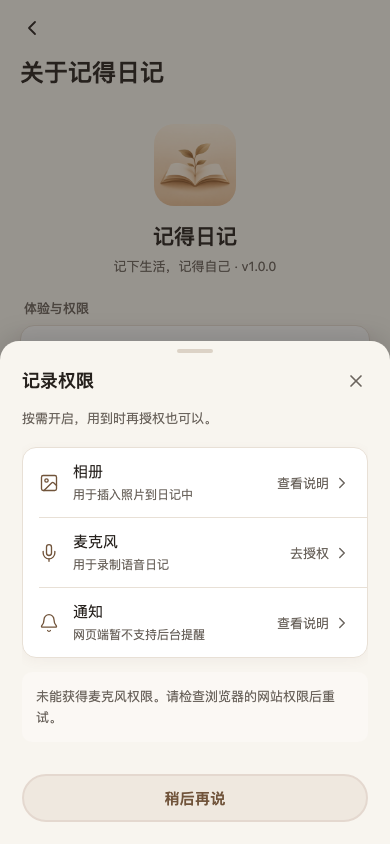 关于记得日记
记得日记
记下生活，记得自己 · v1.0.0
体验与权限
记录权限
按需开启，用到时再授权也可以。
相册
用于插入照片到日记中
查看说明
麦克风
用于录制语音日记
去授权
通知
网页端暂不支持后台提醒
查看说明
未能获得麦克风权限。请检查浏览器的网站权限后重
试。
稍后再说